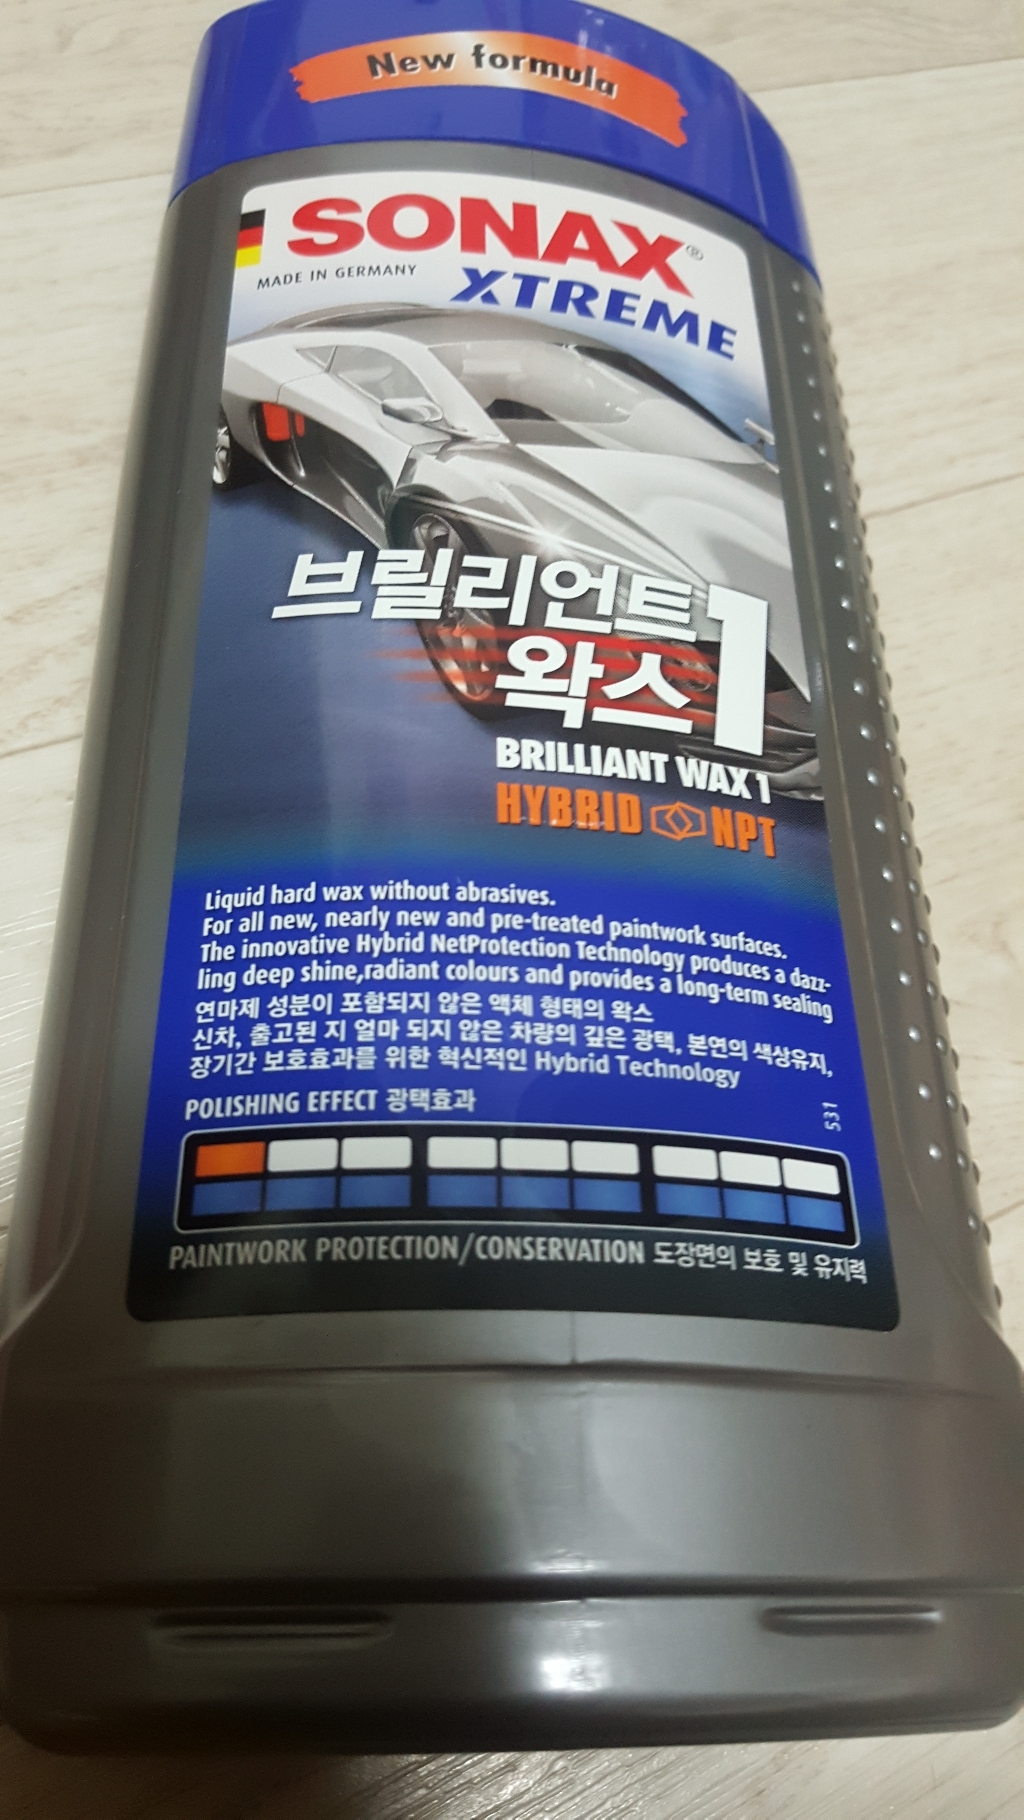 New formula
SONAX®
MADE IN GERMANY
XTREME
브릴리언트 1
왁스
BRILLIANT WAX 1
HYBRID NPT
Liquid hard wax without abrasives.
For all new, nearly new and pre-treated paintwork surfaces.
The innovative Hybrid NetProtection Technology produces a dazz-
ling deep shine,radiant colours and provides a long-term sealing
연마제 성분이 포함되지 않은 액체 형태의 왁스
신차, 출고된 지 얼마 되지 않은 차량의 깊은 광택, 본연의 색상유지,
장기간 보호효과를 위한 혁신적인 Hybrid Technology
POLISHING EFFECT 광택효과
531
PAINTWORK PROTECTION/CONSERVATION 도장면의 보호 및 유지력